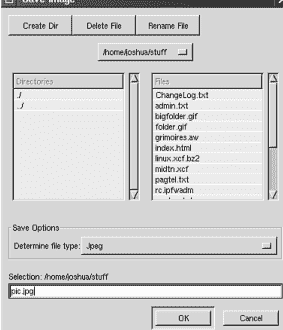 Save Image
Create Dir
Delete File
Rename File
/home/joshua/stuff
Directories
Files
./
../
ChangeLog.txt
admin.txt
bigfolder.gif
folder.gif
grimoires.aw
index.html
linux.xcf.bz2
midtn.xcf
pagtel.txt
rc.ipfwadm
Save Options
Determine file type: Jpeg
Selection: /home/joshua/stuff
pic.jpg
OK
Cancel